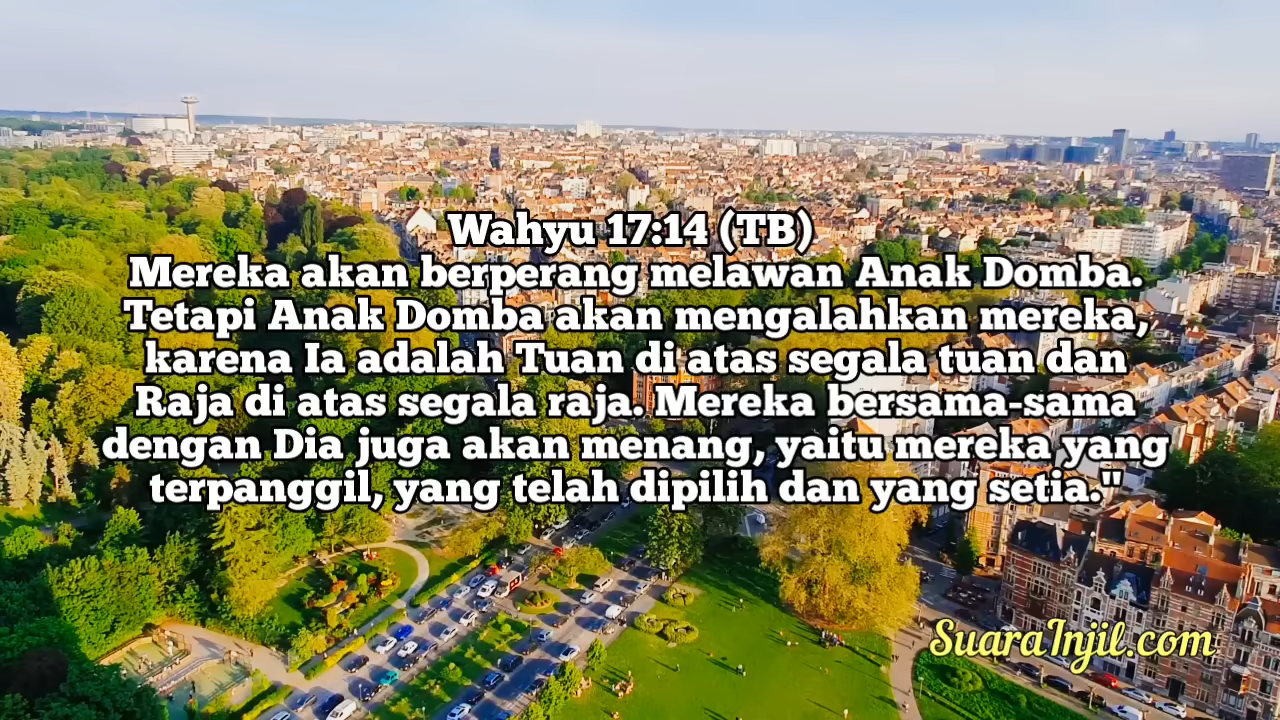 Wahyu 17:14 (TB)
Mereka akan berperang melawan Anak Domba.
Tetapi Anak Domba akan mengalahkan mereka,
karena Ia adalah Tuan di atas segala tuan dan
Raja di atas segala raja. Mereka bersama-sama
dengan Dia juga akan menang, yaitu mereka yang
terpanggil, yang telah dipilih dan yang setia."
SuaraInjil.com